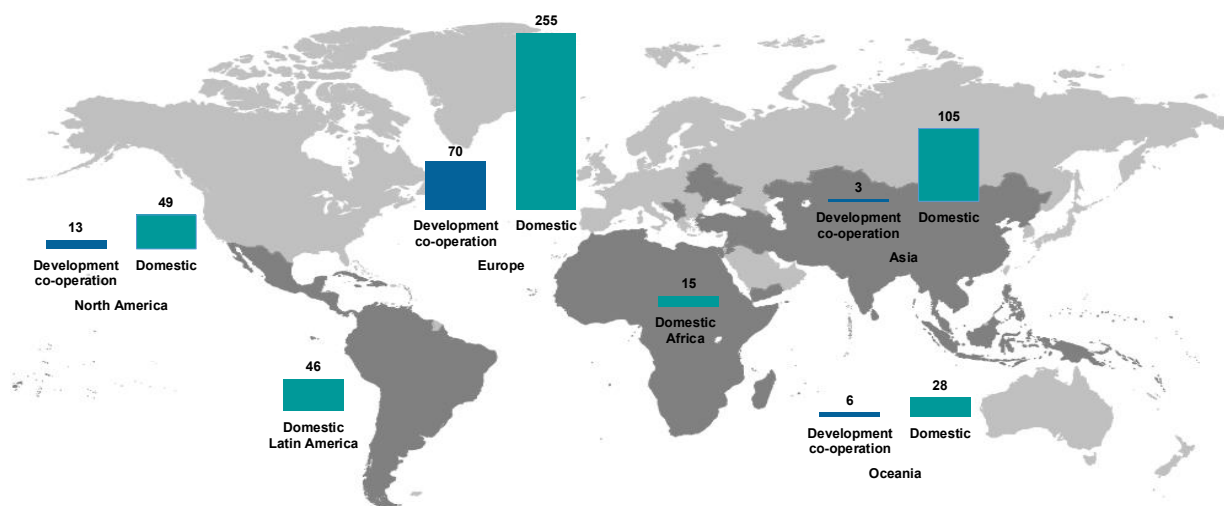 255
Domestic
70
Development
co-operation
Europe
105
Domestic
3
Development
co-operation
Asia
13
Development
co-operation
49
Domestic
North America
15
Domestic
Africa
46
Domestic
Latin America
6
Development
co-operation
28
Domestic
Oceania